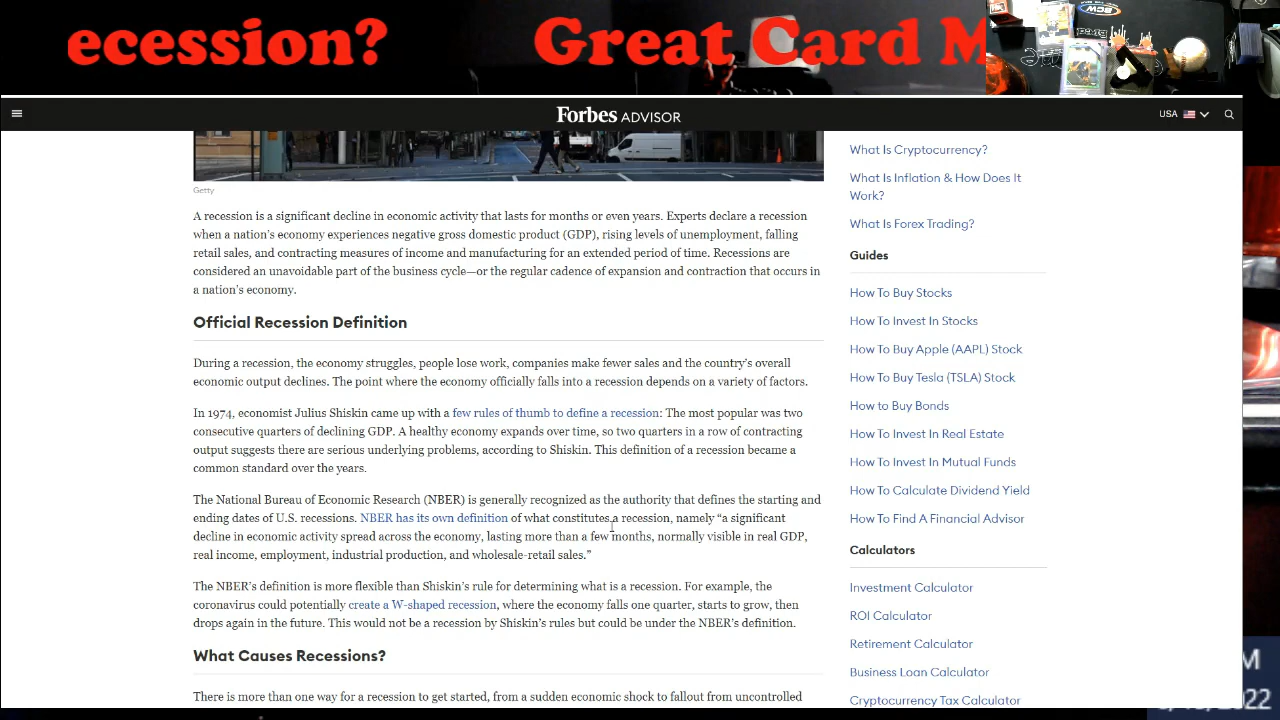 ecession? Great Card M
BCW
Forbes ADVISOR
USA
Getty
A recession is a significant decline in economic activity that lasts for months or even years. Experts declare a recession
when a nation's economy experiences negative gross domestic product (GDP), rising levels of unemployment, falling
retail sales, and contracting measures of income and manufacturing for an extended period of time. Recessions are
considered an unavoidable part of the business cycle—or the regular cadence of expansion and contraction that occurs in
a nation's economy.
Official Recession Definition
During a recession, the economy struggles, people lose work, companies make fewer sales and the country's overall
economic output declines. The point where the economy officially falls into a recession depends on a variety of factors.
In 1974, economist Julius Shiskin came up with a few rules of thumb to define a recession: The most popular was two
consecutive quarters of declining GDP. A healthy economy expands over time, so two quarters in a row of contracting
output suggests there are serious underlying problems, according to Shiskin. This definition of a recession became a
common standard over the years.
The National Bureau of Economic Research (NBER) is generally recognized as the authority that defines the starting and
ending dates of U.S. recessions. NBER has its own definition of what constitutes a recession, namely “a significant
decline in economic activity spread across the economy, lasting more than a few months, normally visible in real GDP,
real income, employment, industrial production, and wholesale-retail sales.”
The NBER's definition is more flexible than Shiskin's rule for determining what is a recession. For example, the
coronavirus could potentially create a W-shaped recession, where the economy falls one quarter, starts to grow, then
drops again in the future. This would not be a recession by Shiskin's rules but could be under the NBER's definition.
What Causes Recessions?
There is more than one way for a recession to get started, from a sudden economic shock to fallout from uncontrolled
What Is Cryptocurrency?
What Is Inflation & How Does It
Work?
What Is Forex Trading?
Guides
How To Buy Stocks
How To Invest In Stocks
How To Buy Apple (AAPL) Stock
How To Buy Tesla (TSLA) Stock
How to Buy Bonds
How To Invest In Real Estate
How To Invest In Mutual Funds
How To Calculate Dividend Yield
How To Find A Financial Advisor
Calculators
Investment Calculator
ROI Calculator
Retirement Calculator
Business Loan Calculator
Cryptocurrency Tax Calculator
M
2022